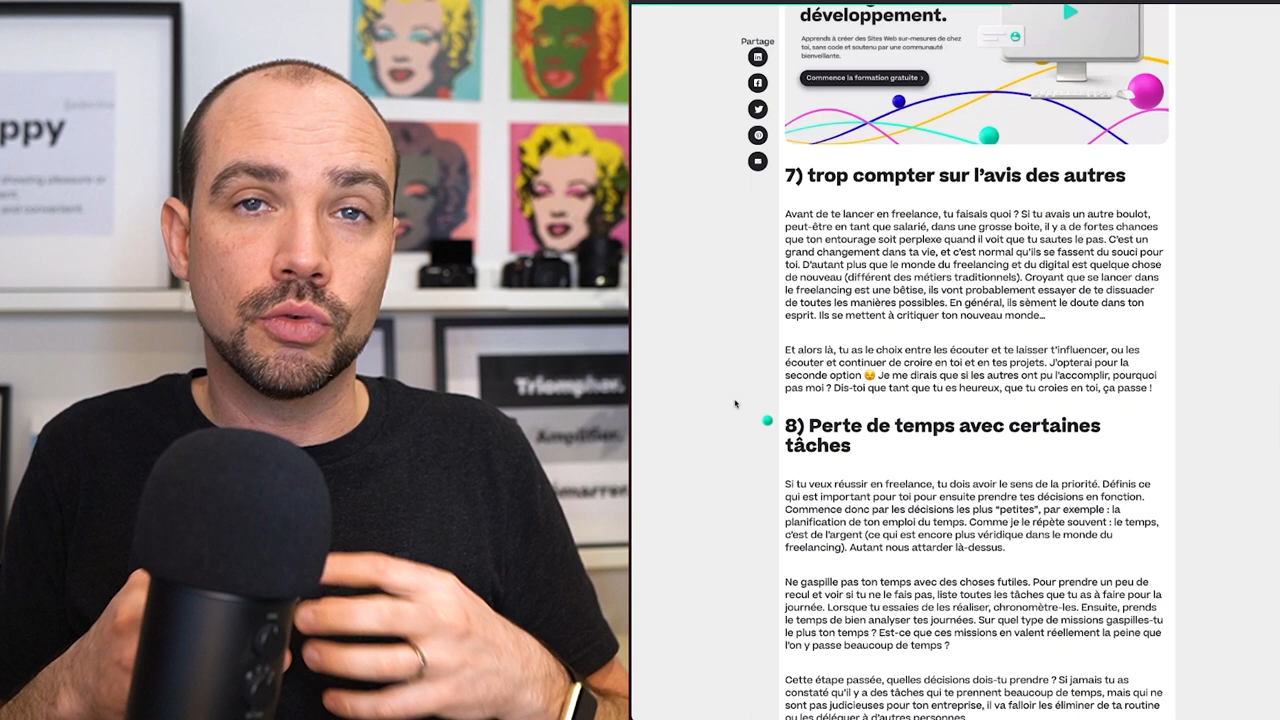 ppy
Triompher.
Amplifier.
émarrer
développement.
Apprends à créer des Sites Web sur-mesures de chez
toi, sans code et soutenu par une communauté
bienveillante.
Commence la formation gratuite ›
Partage
7) trop compter sur l’avis des autres
Avant de te lancer en freelance, tu faisais quoi ? Si tu avais un autre boulot,
peut-être en tant que salarié, dans une grosse boite, il y a de fortes chances
que ton entourage soit perplexe quand il voit que tu sautes le pas. C’est un
grand changement dans ta vie, et c’est normal qu’ils se fassent du souci pour
toi. D’autant plus que le monde du freelancing et du digital est quelque chose
de nouveau (différent des métiers traditionnels). Croyant que se lancer dans
le freelancing est une bêtise, ils vont probablement essayer de te dissuader
de toutes les manières possibles. En général, ils sèment le doute dans ton
esprit. Ils se mettent à critiquer ton nouveau monde…
Et alors là, tu as le choix entre les écouter et te laisser t’influencer, ou les
écouter et continuer de croire en toi et en tes projets. J’opterai pour la
seconde option 😉 Je me dirais que si les autres ont pu l’accomplir, pourquoi
pas moi ? Dis-toi que tant que tu es heureux, que tu croies en toi, ça passe !
8) Perte de temps avec certaines
tâches
Si tu veux réussir en freelance, tu dois avoir le sens de la priorité. Définis ce
qui est important pour toi pour ensuite prendre tes décisions en fonction.
Commence donc par les décisions les plus “petites”, par exemple : la
planification de ton emploi du temps. Comme je le répète souvent : le temps,
c’est de l’argent (ce qui est encore plus véridique dans le monde du
freelancing). Autant nous attarder là-dessus.
Ne gaspille pas ton temps avec des choses futiles. Pour prendre un peu de
recul et voir si tu ne le fais pas, liste toutes les tâches que tu as à faire pour la
journée. Lorsque tu essaies de les réaliser, chronomètre-les. Ensuite, prends
le temps de bien analyser tes journées. Sur quel type de missions gaspilles-tu
le plus ton temps ? Est-ce que ces missions en valent réellement la peine que
l’on y passe beaucoup de temps ?
Cette étape passée, quelles décisions dois-tu prendre ? Si jamais tu as
constaté qu’il y a des tâches qui te prennent beaucoup de temps, mais qui ne
sont pas judicieuses pour ton entreprise, il va falloir les éliminer de ta routine
ou les déléguer à d’autres personnes.